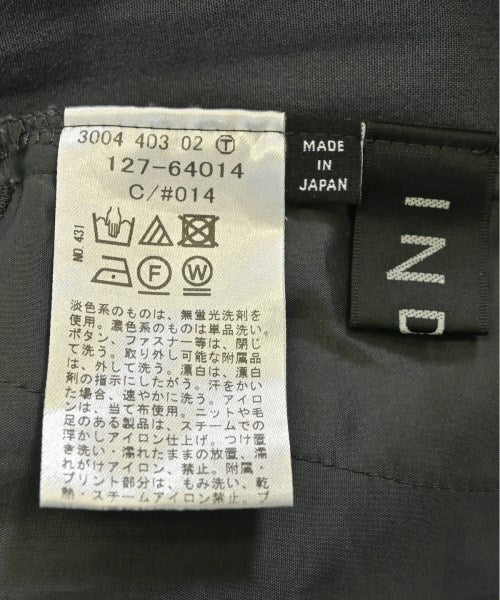 3004 403 02 Ⓣ
127-64014
C/#014
NO. 431
F
W
淡色系のものは、無蛍光洗剤を
使用。濃色系のものは単品洗い。
ボタン、ファスナー等は、閉じ
て洗う。取り外し可能な附属品
は、外して洗う。漂白は、漂白
剤の指示にしたがう。汗をかい
た場合、速やかに洗う。アイロ
ンは、当て布使用。ニットや毛
足のある製品は、スチームでの
浮かしアイロン仕上げ。つけ置
き洗い・濡れたままの放置、濡
れがけアイロン、禁止。附属・
プリント部分は、もみ洗い、乾
熱・スチームアイロン禁止。プ
MADE
IN
JAPAN
IND